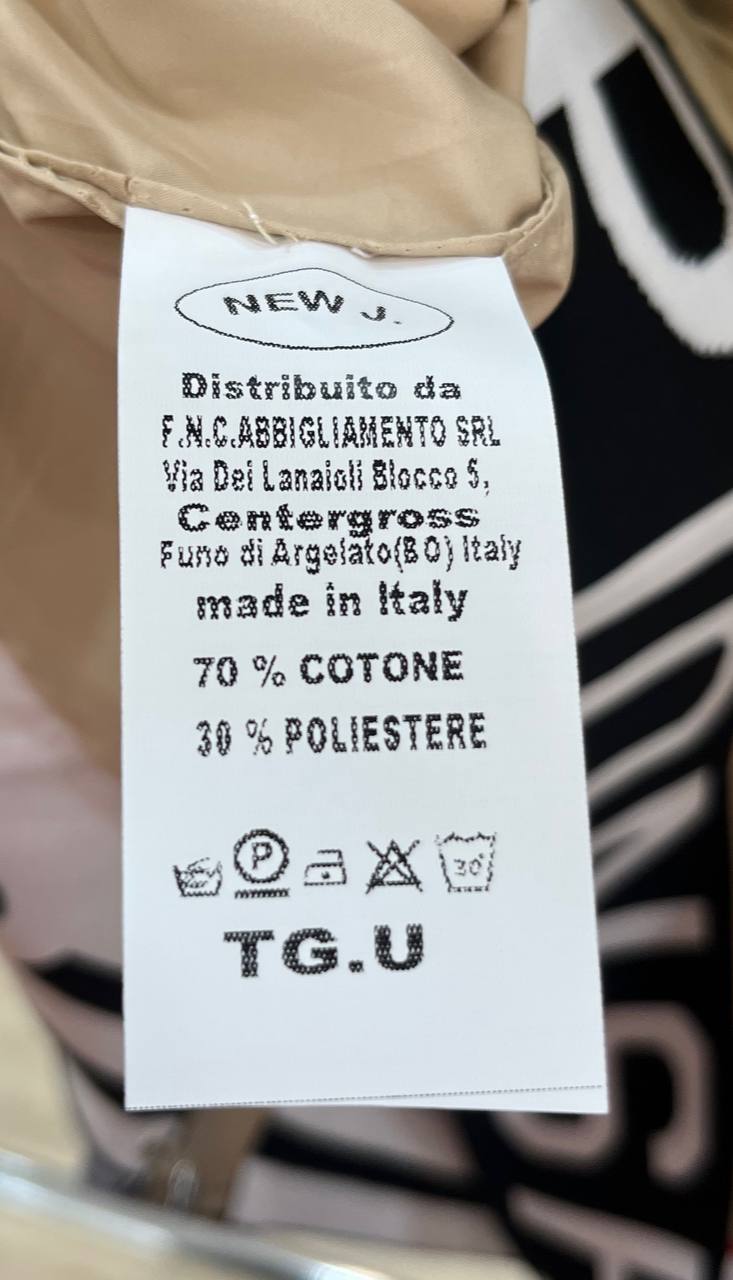 NEW J.
Distribuito da
F.N.C.ABBIGLIAMENTO SRL
Via Dei Lanaioli Blocco 5,
Centergross
Funo di Argelato(BO) Italy
made in Italy
70 % COTONE
30 % POLIESTERE
P 30°
TG.U